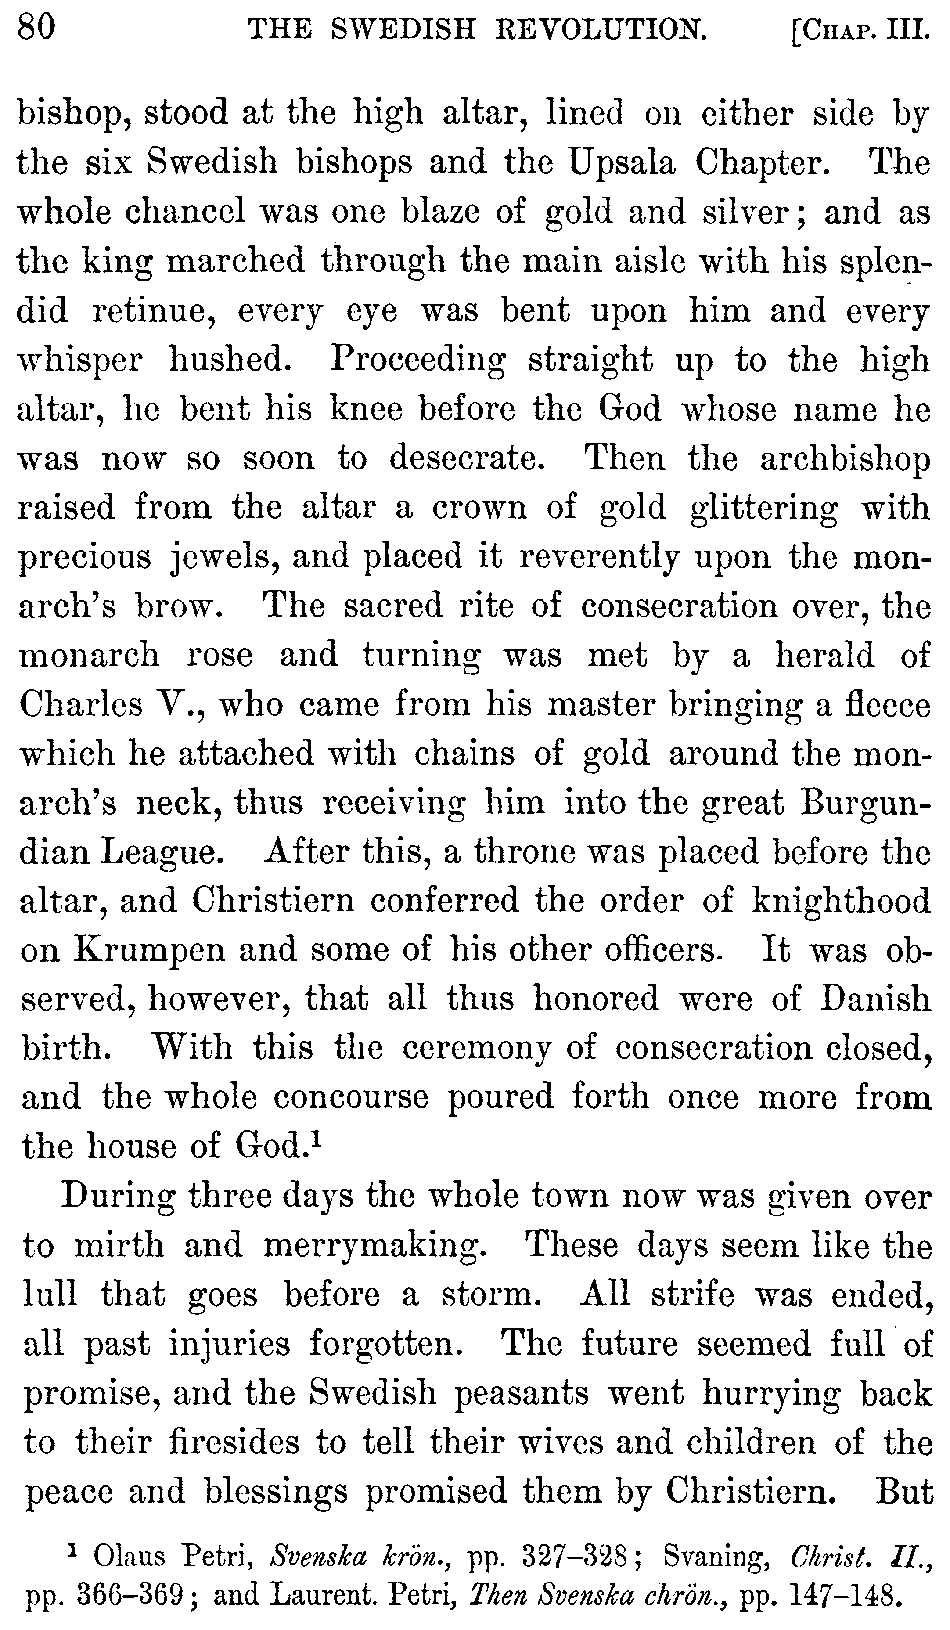 80 THE SWEDISH REVOLUTION. [CHAP. III.
bishop, stood at the high altar, lined on either side by
the six Swedish bishops and the Upsala Chapter. The
whole chancel was one blaze of gold and silver; and as
the king marched through the main aisle with his splen-
did retinue, every eye was bent upon him and every
whisper hushed. Proceeding straight up to the high
altar, he bent his knee before the God whose name he
was now so soon to desecrate. Then the archbishop
raised from the altar a crown of gold glittering with
precious jewels, and placed it reverently upon the mon-
arch's brow. The sacred rite of consecration over, the
monarch rose and turning was met by a herald of
Charles V., who came from his master bringing a fleece
which he attached with chains of gold around the mon-
arch's neck, thus receiving him into the great Burgun-
dian League. After this, a throne was placed before the
altar, and Christiern conferred the order of knighthood
on Krumpen and some of his other officers. It was ob-
served, however, that all thus honored were of Danish
birth. With this the ceremony of consecration closed,
and the whole concourse poured forth once more from
the house of God.¹
During three days the whole town now was given over
to mirth and merrymaking. These days seem like the
lull that goes before a storm. All strife was ended,
all past injuries forgotten. The future seemed full of
promise, and the Swedish peasants went hurrying back
to their firesides to tell their wives and children of the
peace and blessings promised them by Christiern. But
¹ Olaus Petri, Svenska krön., pp. 327–328; Svaning, Christ. II.,
pp. 366–369; and Laurent. Petri, Then Svenska chrön., pp. 147–148.